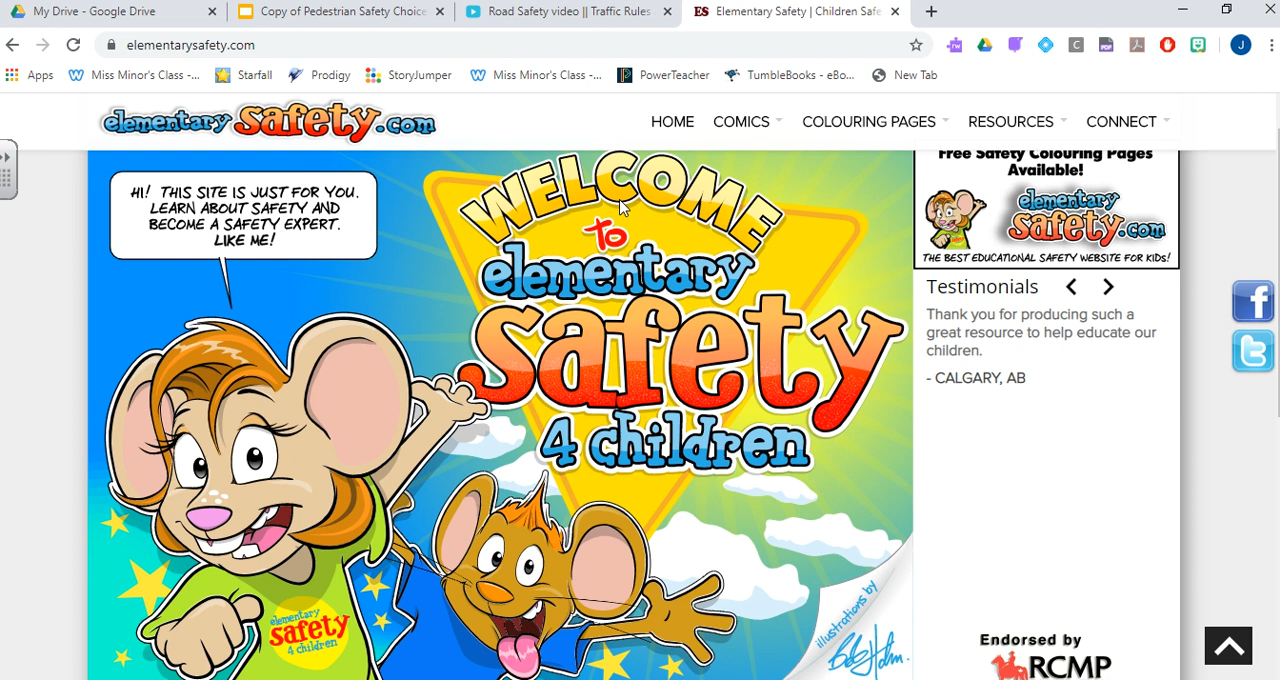 My Drive - Google Drive
Copy of Pedestrian Safety Choice
Road Safety video || Traffic Rules
ES Elementary Safety | Children Safe
elementarysafety.com
Apps
Miss Minor's Class -...
Starfall
Prodigy
StoryJumper
Miss Minor's Class -...
PowerTeacher
TumbleBooks - eBo...
New Tab
J
elementary safety.com
HOME
COMICS
COLOURING PAGES
RESOURCES
CONNECT
HI! THIS SITE IS JUST FOR YOU.
LEARN ABOUT SAFETY AND
BECOME A SAFETY EXPERT.
LIKE ME!
WELCOME
to
elementary
safety
4 children
elementary
safety
4 children
illustrations by
Free Safety Colouring Pages
Available!
elementary
safety.com
THE BEST EDUCATIONAL SAFETY WEBSITE FOR KIDS!
Testimonials
Thank you for producing such a
great resource to help educate our
children.
- CALGARY, AB
Endorsed by
RCMP